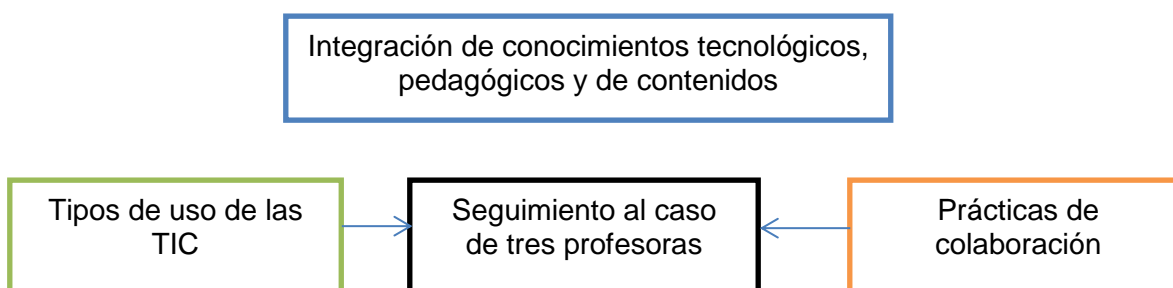 Integración de conocimientos tecnológicos,
pedagógicos y de contenidos
Tipos de uso de las
TIC
Seguimiento al caso
de tres profesoras
Prácticas de
colaboración